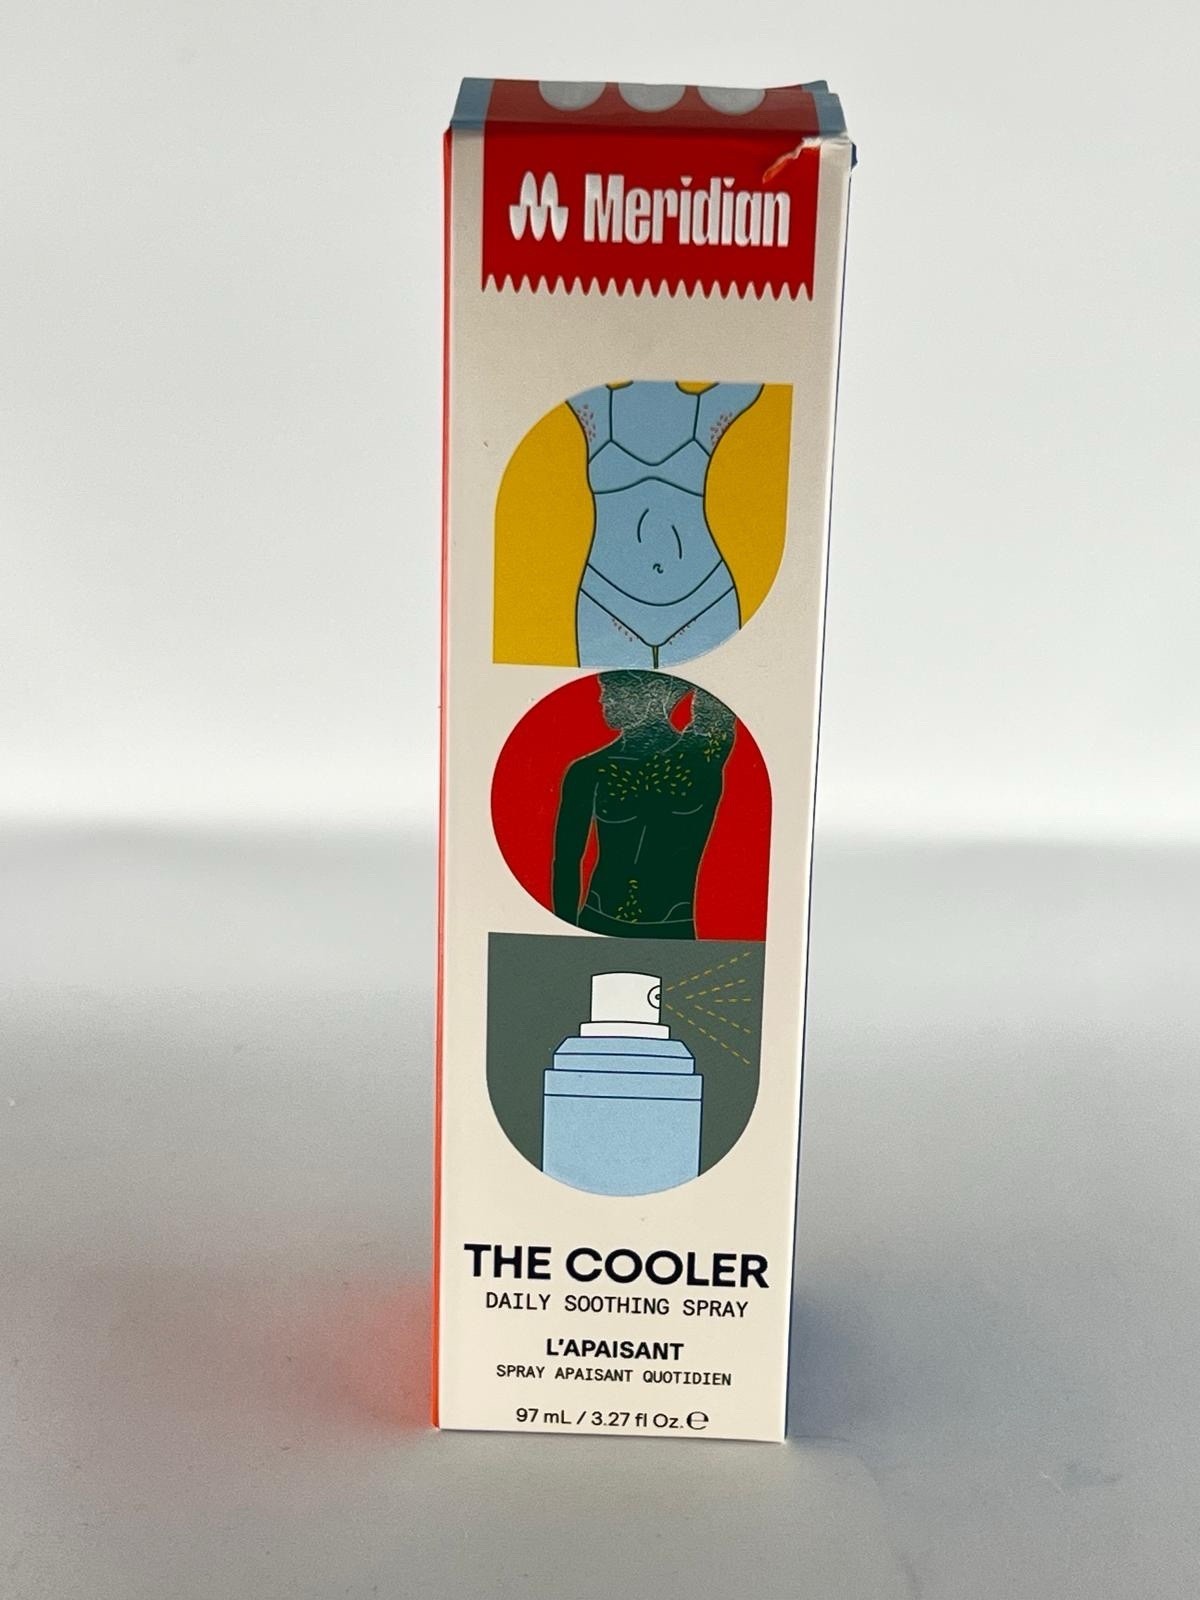 Meridian
THE COOLER
DAILY SOOTHING SPRAY
L'APAISANT
SPRAY APAISANT QUOTIDIEN
97 mL / 3.27 fl Oz. ℮